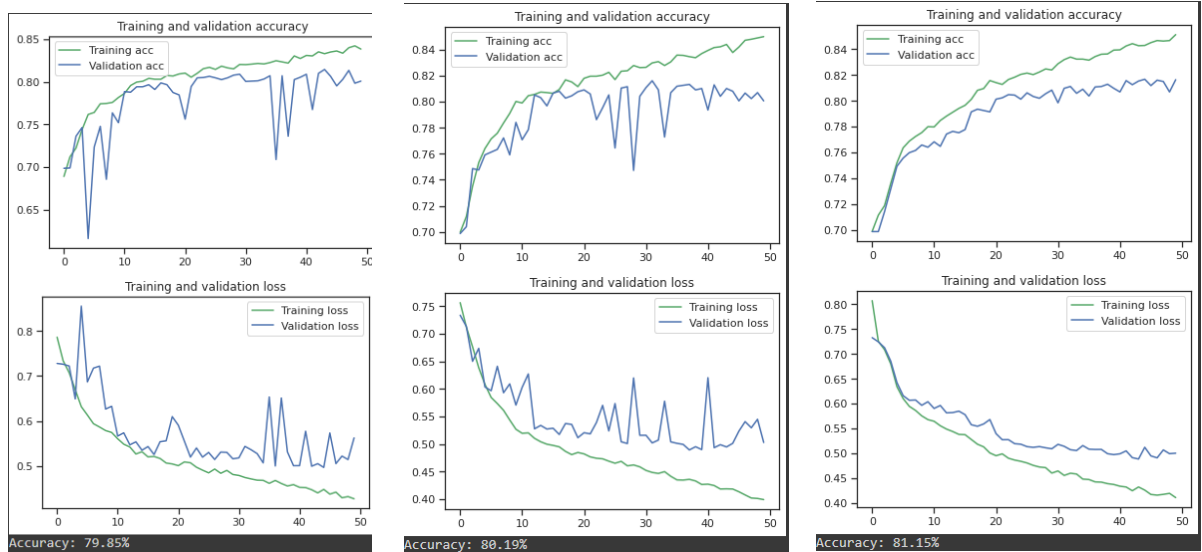 Training and validation accuracy
Training acc
Validation acc
0.85
0.80
0.75
0.70
0.65
0 10 20 30 40 50
Training and validation loss
Training loss
Validation loss
0.8
0.7
0.6
0.5
0 10 20 30 40 50
Accuracy: 79.85%
Training and validation accuracy
Training acc
Validation acc
0.84
0.82
0.80
0.78
0.76
0.74
0.72
0.70
0 10 20 30 40 50
Training and validation loss
Training loss
Validation loss
0.75
0.70
0.65
0.60
0.55
0.50
0.45
0.40
0 10 20 30 40 50
Accuracy: 80.19%
Training and validation accuracy
Training acc
Validation acc
0.84
0.82
0.80
0.78
0.76
0.74
0.72
0.70
0 10 20 30 40 50
Training and validation loss
Training loss
Validation loss
0.80
0.75
0.70
0.65
0.60
0.55
0.50
0.45
0.40
0 10 20 30 40 50
Accuracy: 81.15%